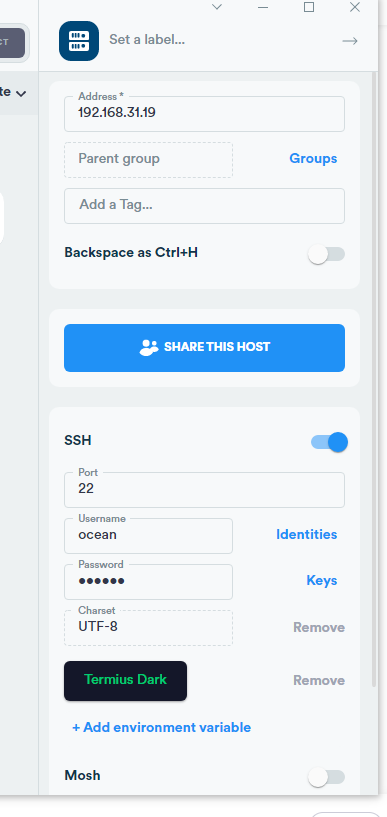 CT
Set a label...
te
Address *
192.168.31.19
Parent group
Groups
Add a Tag...
Backspace as Ctrl+H
SHARE THIS HOST
SSH
Port
22
Username
ocean
Identities
Password
••••••
Keys
Charset
UTF-8
Remove
Termius Dark
Remove
+ Add environment variable
Mosh